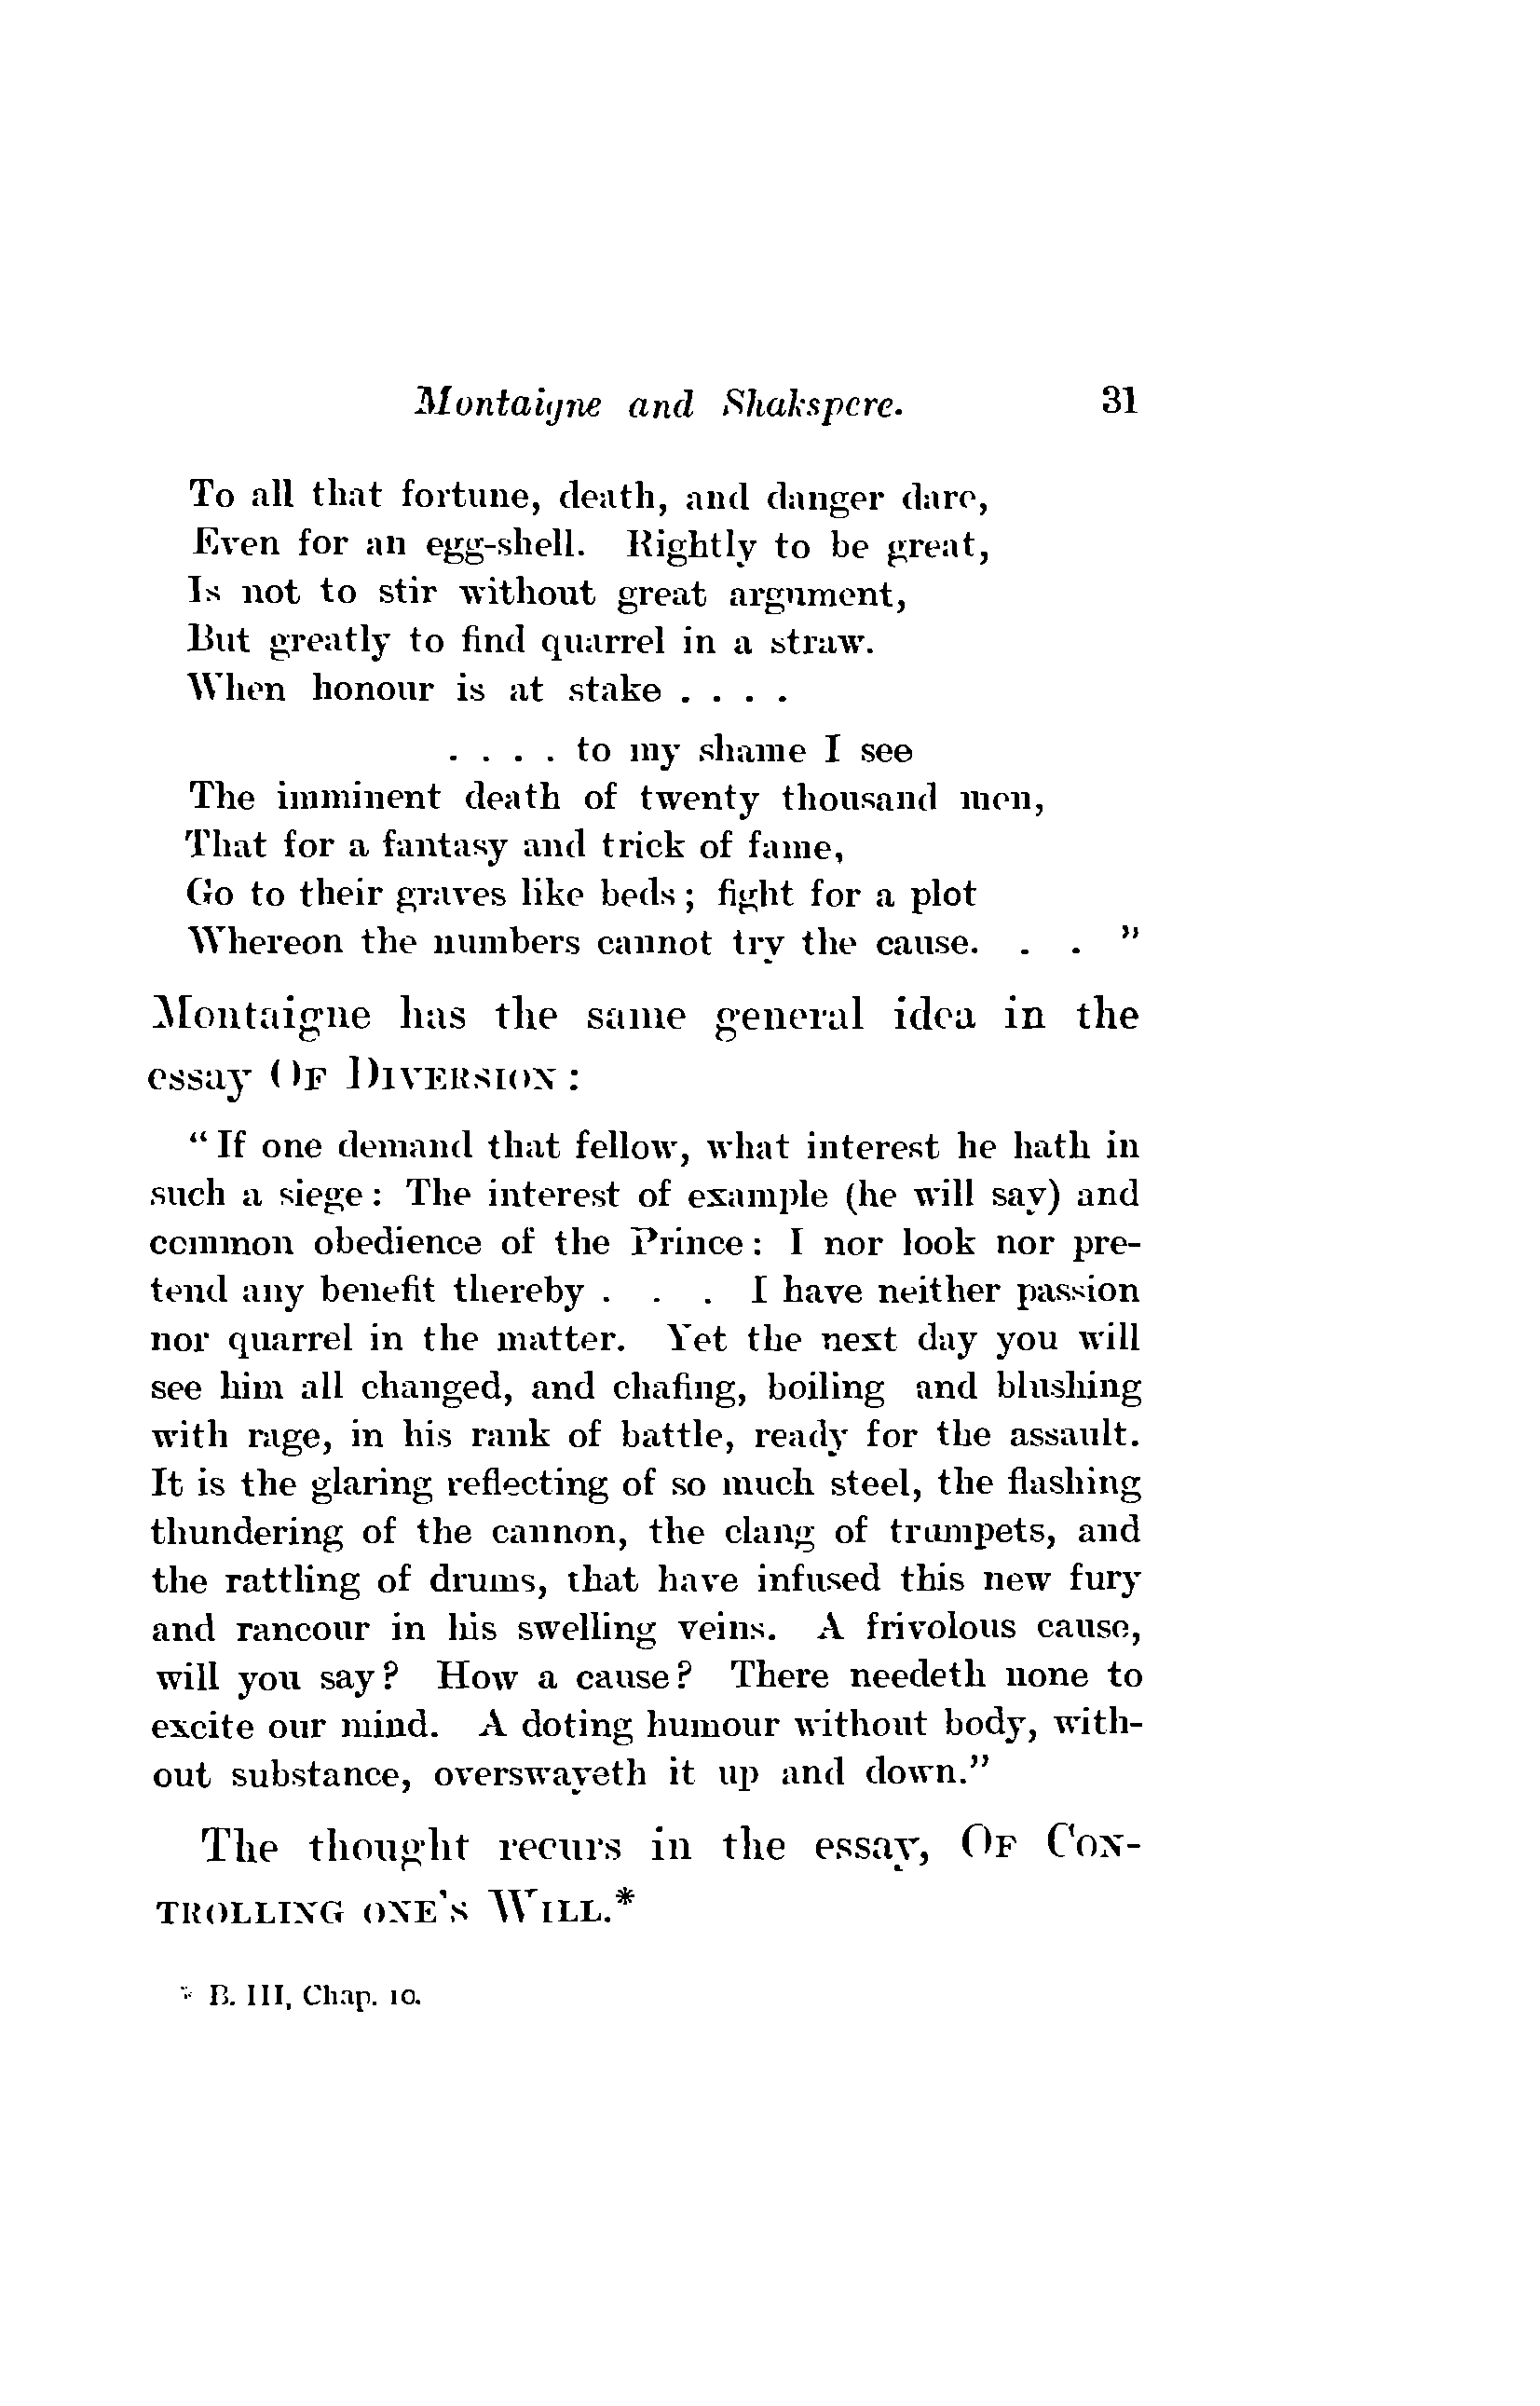 Montaigne and Shakspere. 31
To all that fortune, death, and danger dare,
Even for an egg-shell. Rightly to be great,
Is not to stir without great argument,
But greatly to find quarrel in a straw.
When honour is at stake . . . .
. . . . to my shame I see
The imminent death of twenty thousand men,
That for a fantasy and trick of fame,
Go to their graves like beds; fight for a plot
Whereon the numbers cannot try the cause. . . "
Montaigne has the same general idea in the
essay Of Diversion:
"If one demand that fellow, what interest he hath in
such a siege: The interest of example (he will say) and
common obedience of the Prince: I nor look nor pre-
tend any benefit thereby . . . I have neither passion
nor quarrel in the matter. Yet the next day you will
see him all changed, and chafing, boiling and blushing
with rage, in his rank of battle, ready for the assault.
It is the glaring reflecting of so much steel, the flashing
thundering of the cannon, the clang of trumpets, and
the rattling of drums, that have infused this new fury
and rancour in his swelling veins. A frivolous cause,
will you say? How a cause? There needeth none to
excite our mind. A doting humour without body, with-
out substance, overswayeth it up and down."
The thought recurs in the essay, Of Con-
trolling one's Will.*
* B. III, Chap. 10.